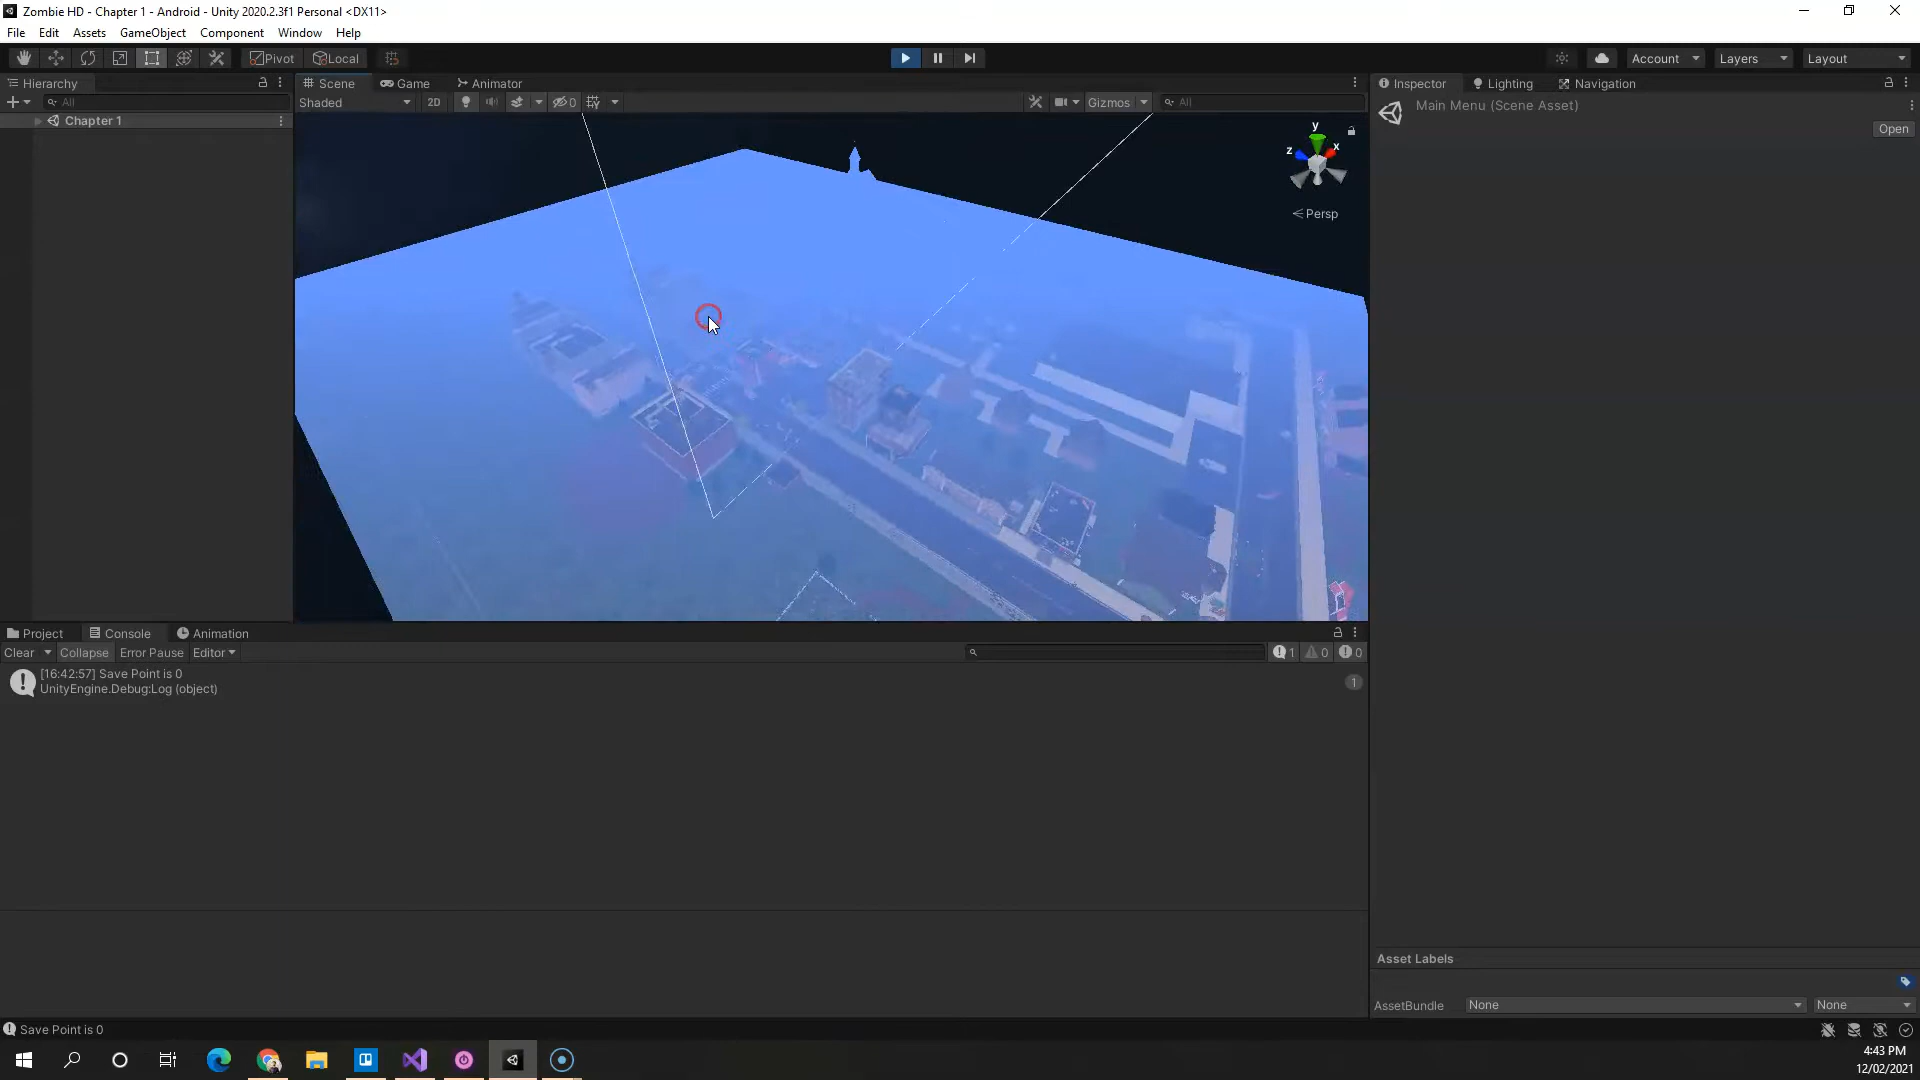 Zombie HD - Chapter 1 - Android - Unity 2020.2.3f1 Personal <DX11>
File Edit Assets GameObject Component Window Help
Pivot Local Account Layers Layout
Hierarchy Scene Game Animator Inspector Lighting Navigation
All Shaded 2D 0 Gizmos All
Main Menu (Scene Asset)
Chapter 1
Open
y
z x
Persp
Project Console Animation
Clear Collapse Error Pause Editor 1 0 0
[16:42:57] Save Point is 0
UnityEngine.Debug:Log (object)
1
Asset Labels
AssetBundle None None
Save Point is 0
4:43 PM
12/02/2021